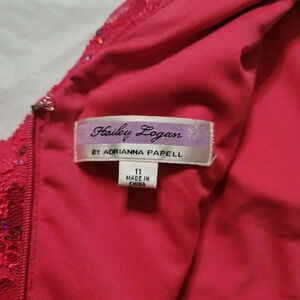 Hailey Logan
BY ADRIANNA PAPELL
11
MADE IN
CHINA